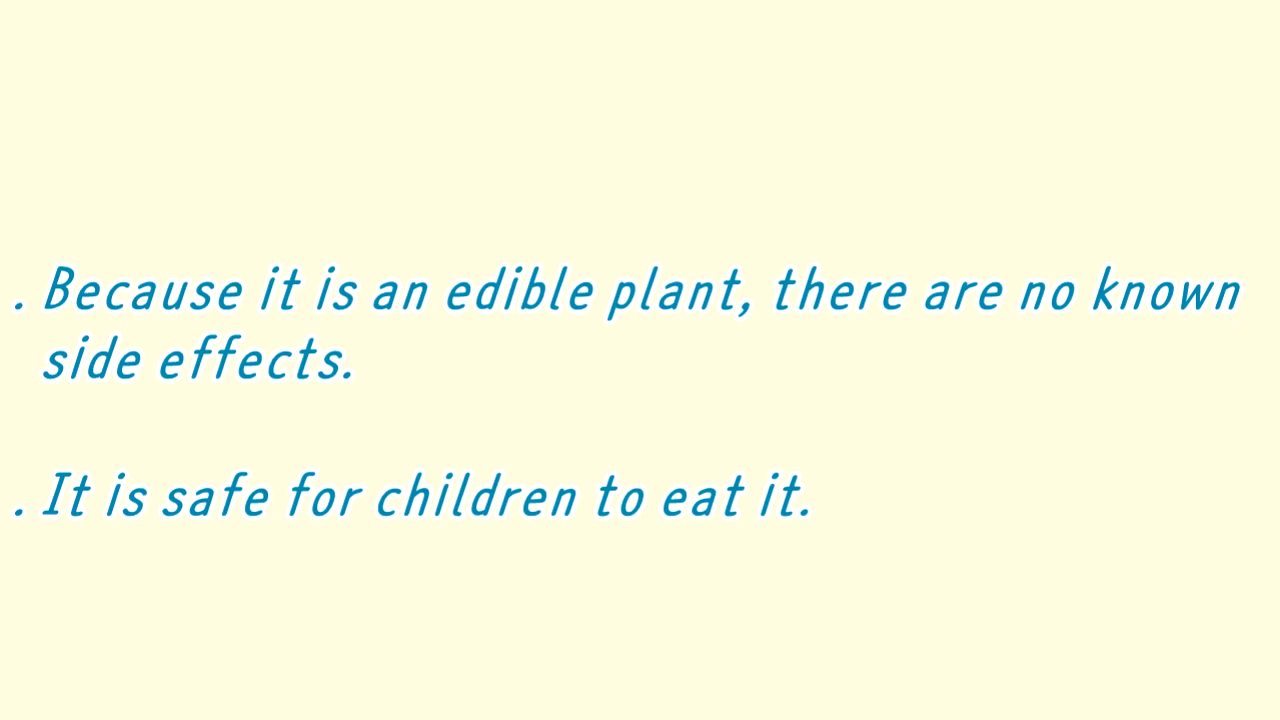 . Because it is an edible plant, there are no known
side effects.
. It is safe for children to eat it.